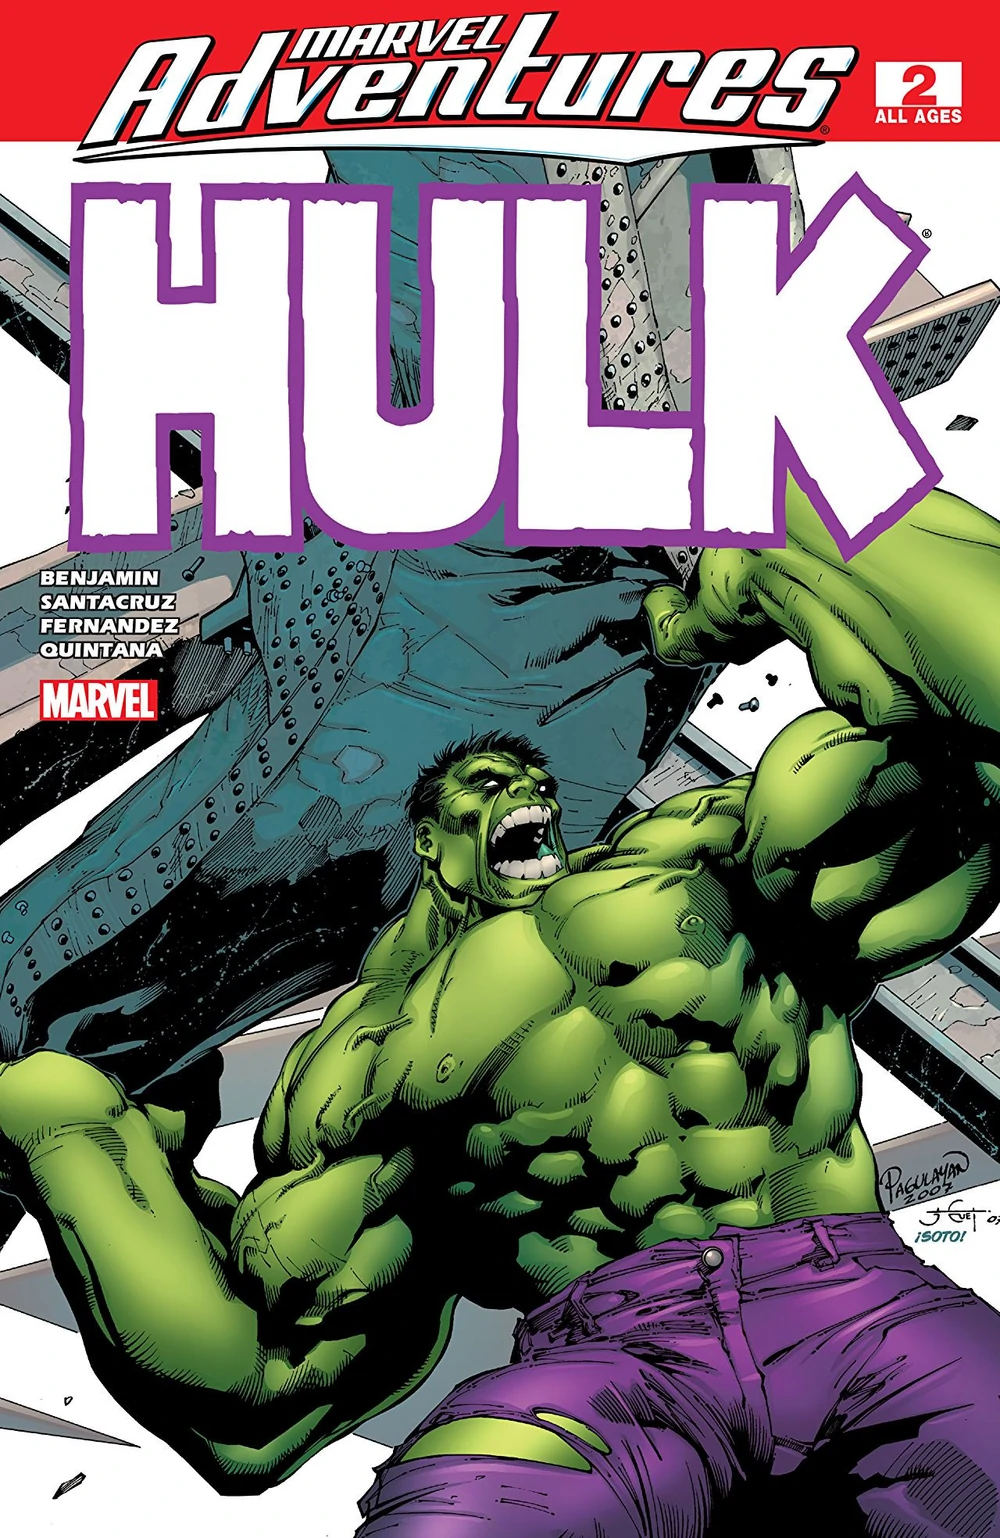 MARVEL
Adventures®
2
ALL AGES
HULK®
BENJAMIN
SANTACRUZ
FERNANDEZ
QUINTANA
MARVEL
PAGULAYAN
2007
¡SOTO!